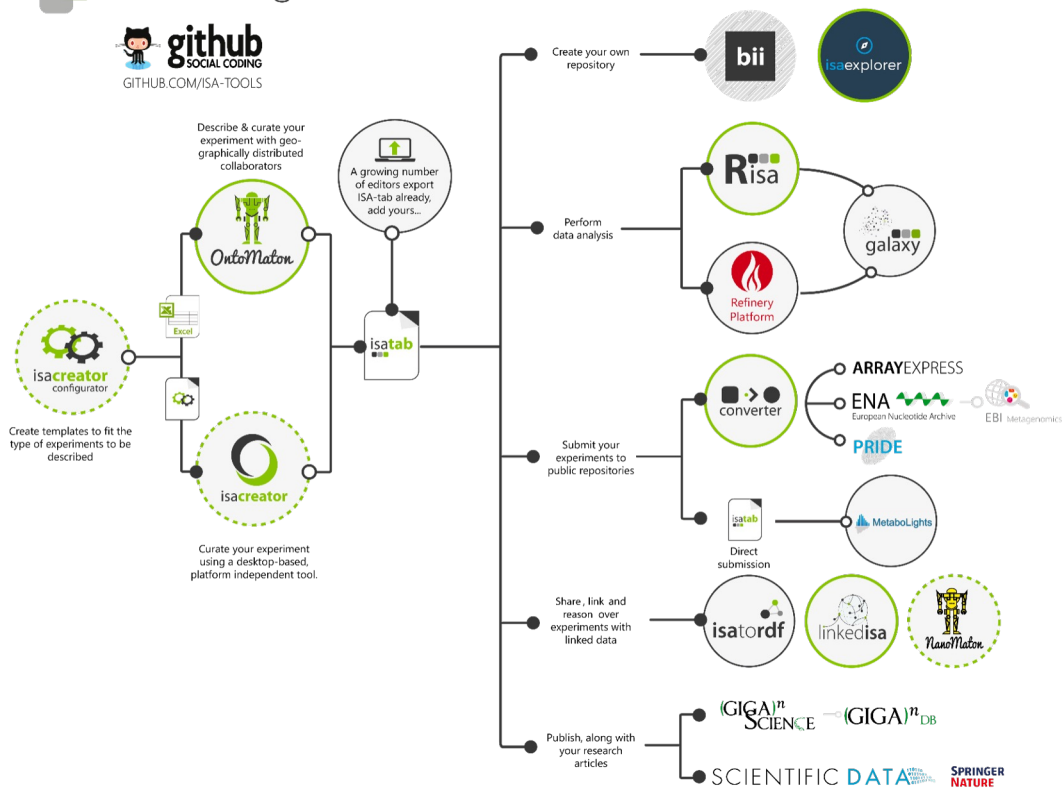 github
SOCIAL CODING
GITHUB.COM/ISA-TOOLS
Describe & curate your
experiment with geo-
graphically distributed
collaborators
OntoMaton
A growing number
of editors export
ISA-tab already,
add yours...
Excel
isacreator
configurator
Create templates to fit the
type of experiments to be
described
isatab
isacreator
Curate your experiment
using a desktop-based,
platform independent tool.
Create your own
repository
bii
isaexplorer
Perform
data analysis
Risa
galaxy
Refinery
Platform
Submit your
experiments to
public repositories
converter
ARRAYEXPRESS
ENA
European Nucleotide Archive
EBI Metagenomics
PRIDE
isatab
Direct
submission
MetaboLights
Share, link and
reason over
experiments with
linked data
isatordf
linkedisa
NanoMaton
Publish, along with
your research
articles
(GIGA)n
SCIENCE
(GIGA)n DB
SCIENTIFIC DATA
SPRINGER
NATURE